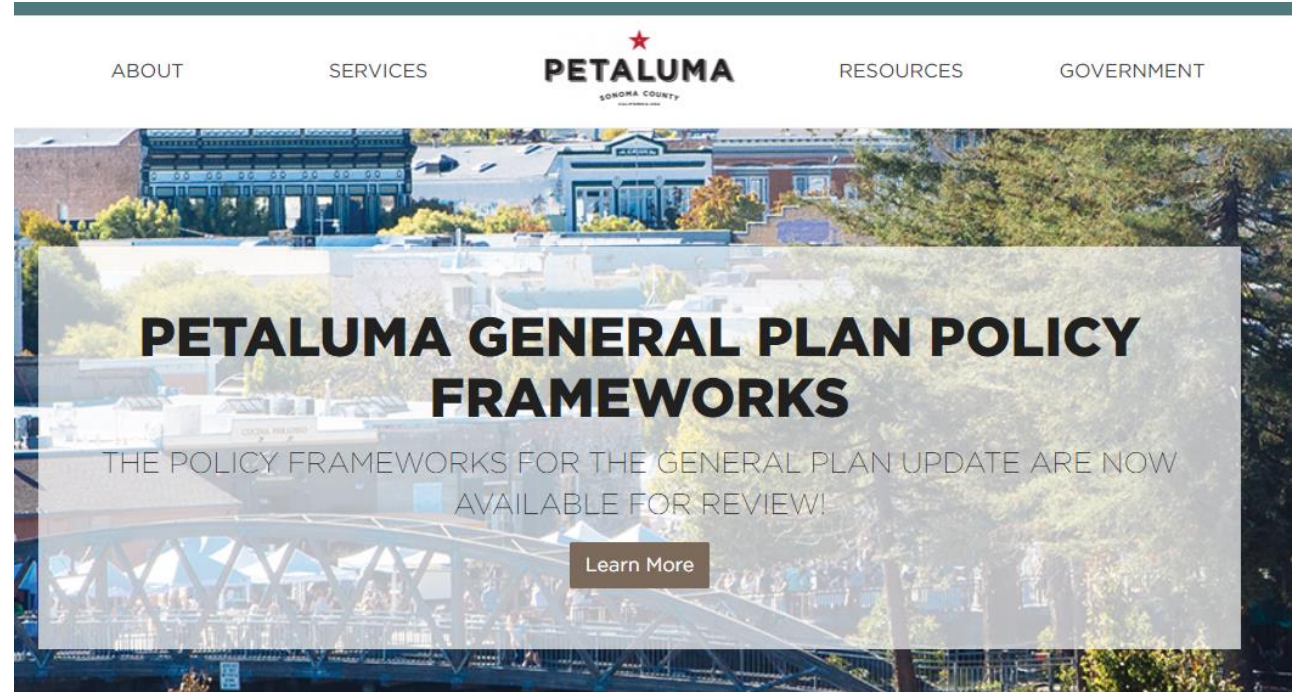 ABOUT
SERVICES
PETALUMA
SONOMA COUNTY
RESOURCES
GOVERNMENT
PETALUMA GENERAL PLAN POLICY
FRAMEWORKS
THE POLICY FRAMEWORKS FOR THE GENERAL PLAN UPDATE ARE NOW
AVAILABLE FOR REVIEW!
Learn More